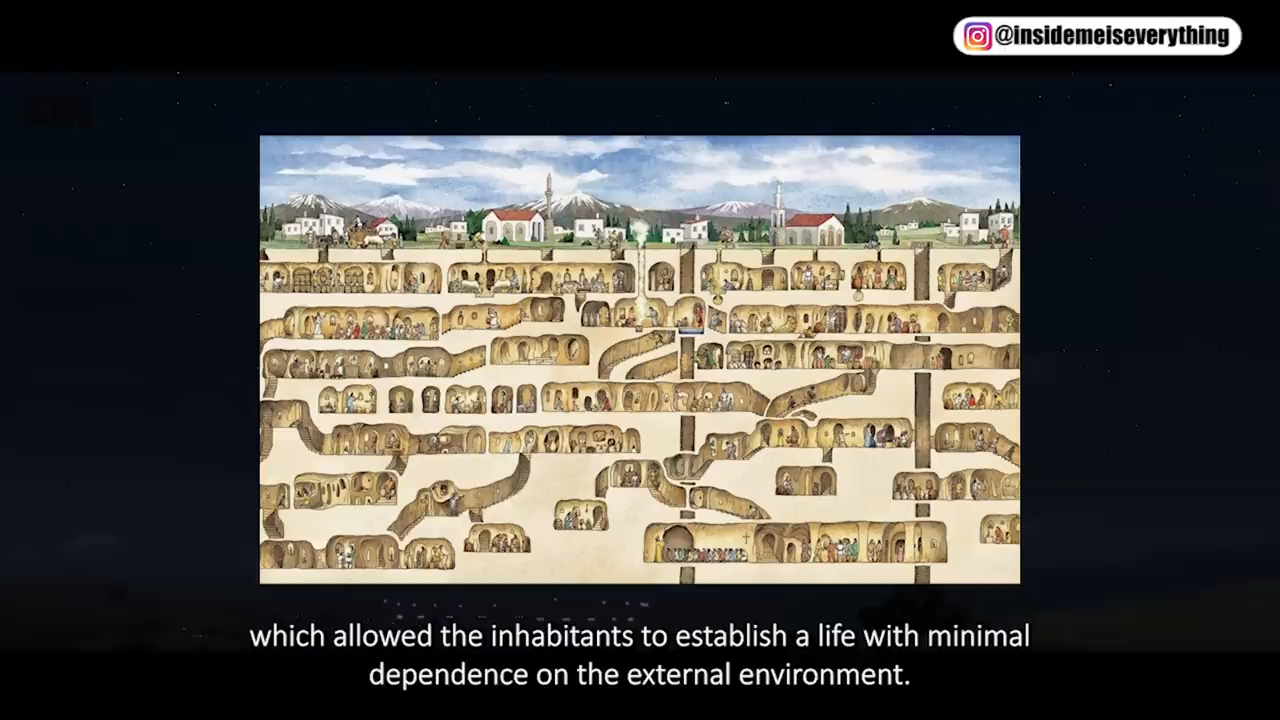 @insidemeiseverything
which allowed the inhabitants to establish a life with minimal
dependence on the external environment.